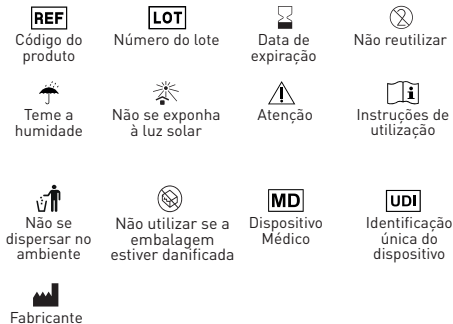 REF
LOT
Código do
produto
Número do lote
Data de
expiração
Não reutilizar
2
Teme a
humidade
Não se exponha
à luz solar
Atenção
i
Instruções de
utilização
Não se
dispersar no
ambiente
Não utilizar se a
embalagem
estiver danificada
MD
Dispositivo
Médico
UDI
Identificação
única do
dispositivo
Fabricante